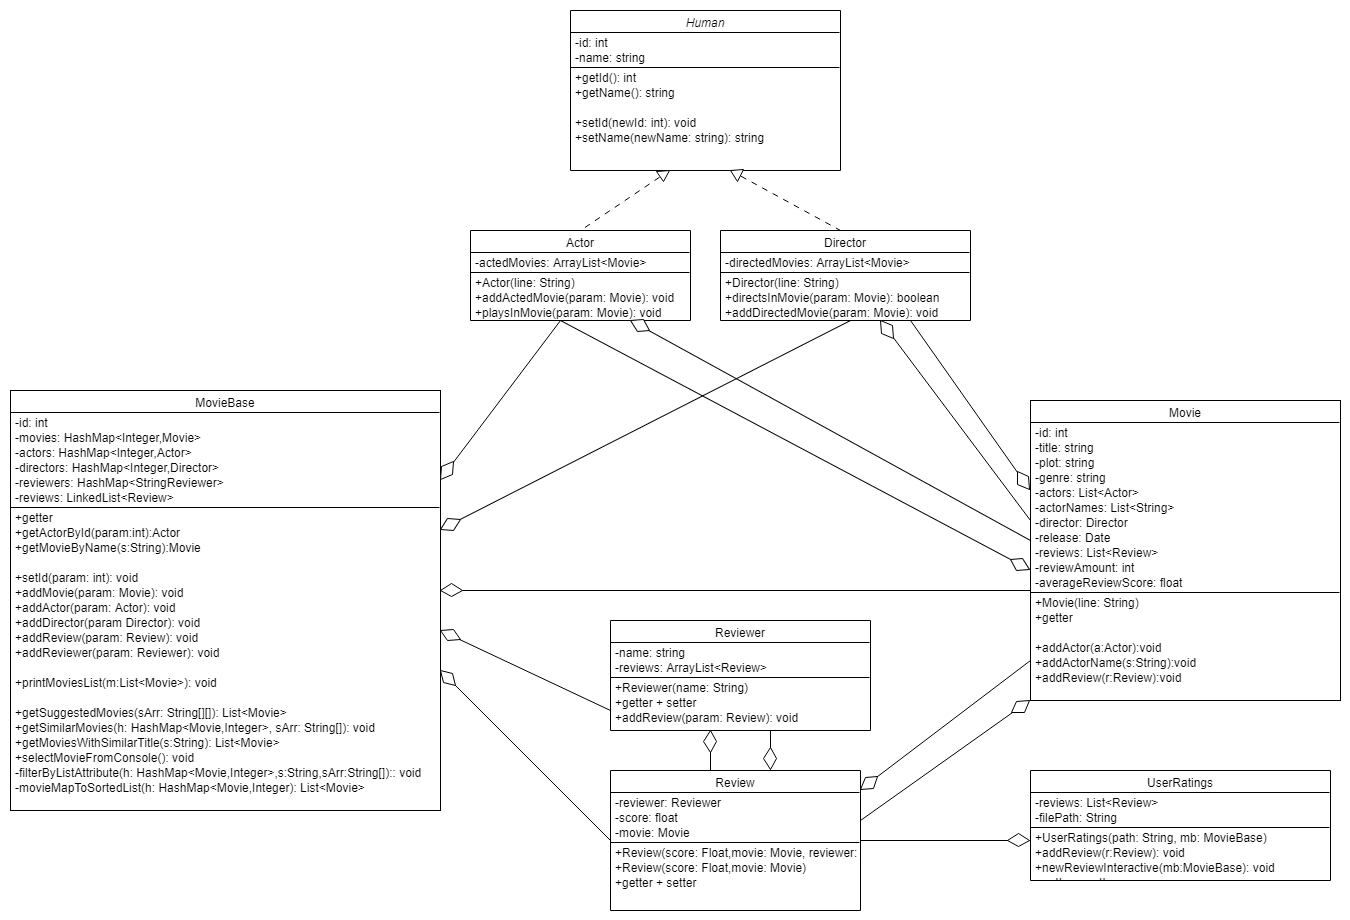 Human
-id: int
-name: string
+getId(): int
+getName(): string
+setId(newId: int): void
+setName(newName: string): string
Actor
-actedMovies: ArrayList<Movie>
+Actor(line: String)
+addActedMovie(param: Movie): void
+playsInMovie(param: Movie): void
Director
-directedMovies: ArrayList<Movie>
+Director(line: String)
+directsInMovie(param: Movie): boolean
+addDirectedMovie(param: Movie): void
MovieBase
-id: int
-movies: HashMap<Integer,Movie>
-actors: HashMap<Integer,Actor>
-directors: HashMap<Integer,Director>
-reviewers: HashMap<StringReviewer>
-reviews: LinkedList<Review>
+getter
+getActorById(param:int):Actor
+getMovieByName(s:String):Movie
+setId(param: int): void
+addMovie(param: Movie): void
+addActor(param: Actor): void
+addDirector(param Director): void
+addReview(param: Review): void
+addReviewer(param: Reviewer): void
+printMoviesList(m:List<Movie>): void
+getSuggestedMovies(sArr: String[][]): List<Movie>
+getSimilarMovies(h: HashMap<Movie,Integer>, sArr: String[]): void
+getMoviesWithSimilarTitle(s:String): List<Movie>
+selectMovieFromConsole(): void
-filterByListAttribute(h: HashMap<Movie,Integer>,s:String,sArr:String[]):: void
-movieMapToSortedList(h: HashMap<Movie,Integer): List<Movie>
Movie
-id: int
-title: string
-plot: string
-genre: string
-actors: List<Actor>
-actorNames: List<String>
-director: Director
-release: Date
-reviews: List<Review>
-reviewAmount: int
-averageReviewScore: float
+Movie(line: String)
+getter
+addActor(a:Actor):void
+addActorName(s:String):void
+addReview(r:Review):void
Reviewer
-name: string
-reviews: ArrayList<Review>
+Reviewer(name: String)
+getter + setter
+addReview(param: Review): void
Review
-reviewer: Reviewer
-score: float
-movie: Movie
+Review(score: Float,movie: Movie, reviewer:
+Review(score: Float,movie: Movie)
+getter + setter
UserRatings
-reviews: List<Review>
-filePath: String
+UserRatings(path: String, mb: MovieBase)
+addReview(r:Review): void
+newReviewInteractive(mb:MovieBase): void